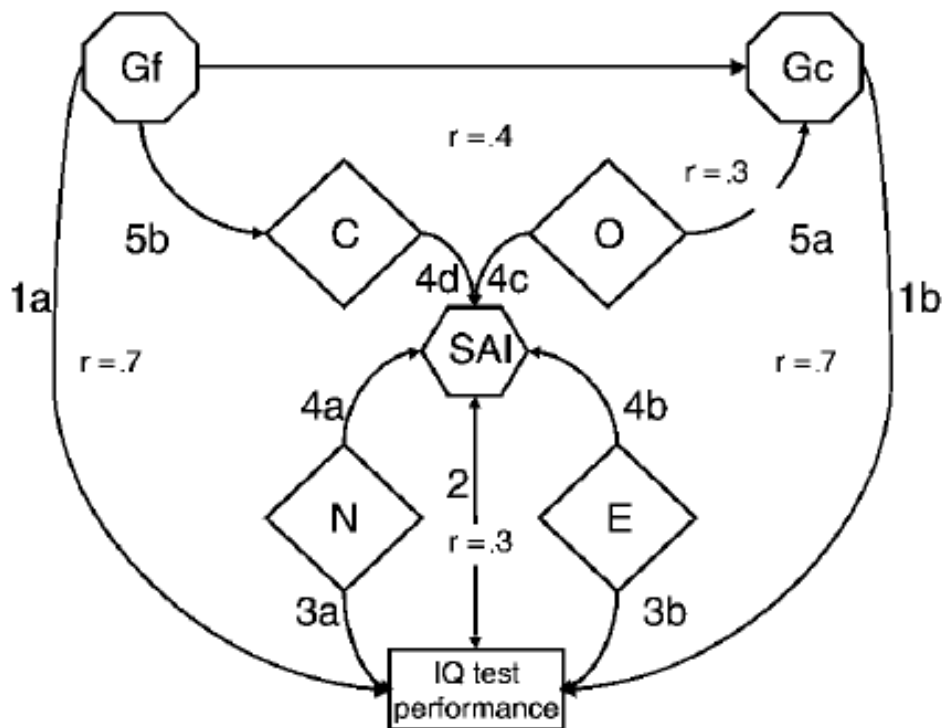 Gf
Gc
r = .4
r = .3
C
O
5b
5a
4d
4c
1a
1b
SAI
r = .7
r = .7
4a
4b
2
N
E
r = .3
3a
3b
IQ test
performance